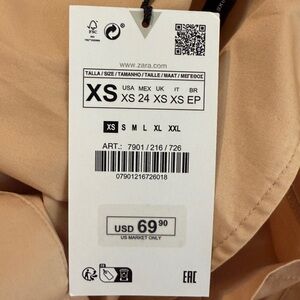 FSC
www.zara.com
TALLA / SIZE / TAMANHO / TAILLE / MAAT / ΜΕΓΕΘΟΣ
XS USA MEX UK IT BR
XS 24 XS XS EP
XS S M L XL XXL
ART.: 7901 / 216 / 726
07901216726018
USD 69.90
US MARKET ONLY
EAC